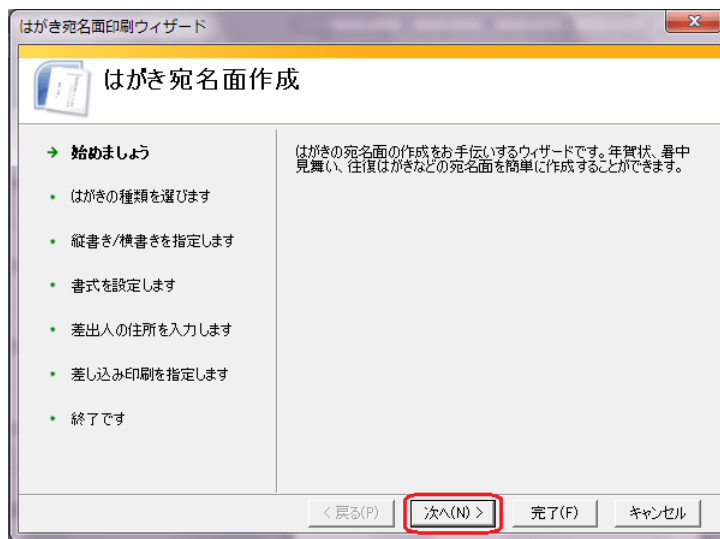 はがき宛名面印刷ウィザード
はがき宛名面作成
始めましょう
はがきの種類を選びます
縦書き/横書きを指定します
書式を設定します
差出人の住所を入力します
差し込み印刷を指定します
終了です
はがきの宛名面の作成をお手伝いするウィザードです。年賀状、暑中
見舞い、往復はがきなどの宛名面を簡単に作成することができます。
< 戻る(P) 次へ(N) > 完了(F) キャンセル